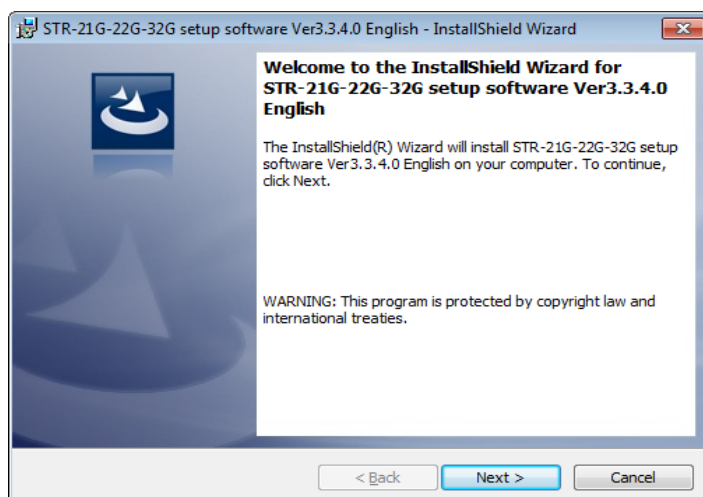 STR-21G-22G-32G setup software Ver3.3.4.0 English - InstallShield Wizard
Welcome to the InstallShield Wizard for
STR-21G-22G-32G setup software Ver3.3.4.0
English
The InstallShield(R) Wizard will install STR-21G-22G-32G setup
software Ver3.3.4.0 English on your computer. To continue,
click Next.
WARNING: This program is protected by copyright law and
international treaties.
< Back Next > Cancel